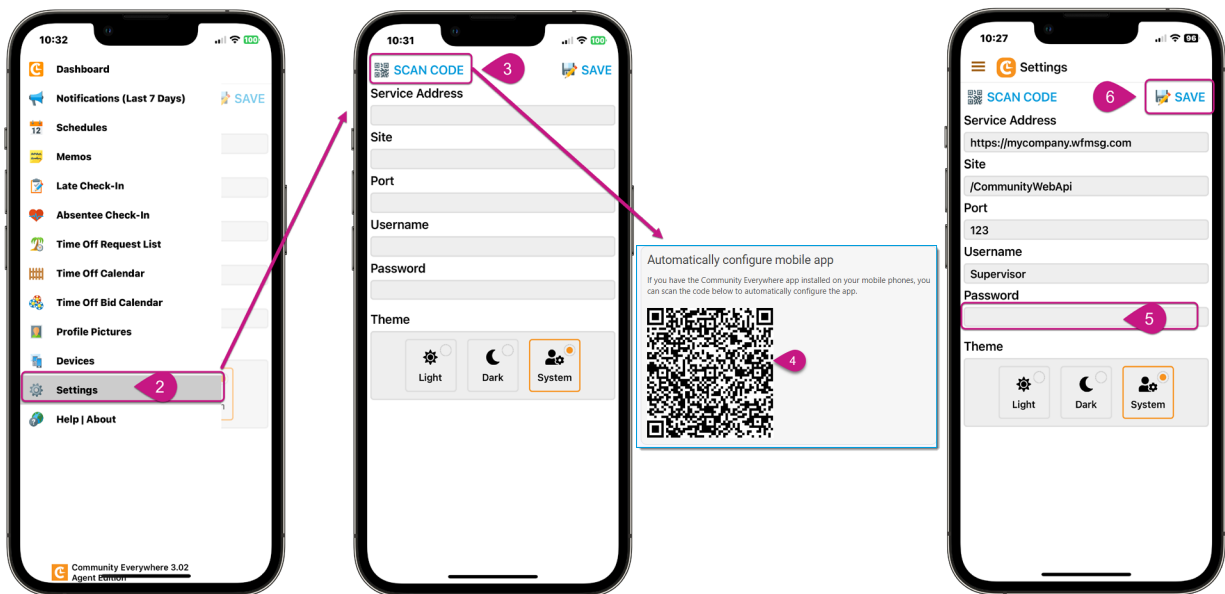 10:32
100
Dashboard
Notifications (Last 7 Days)
SAVE
12
Schedules
Memos
Late Check-In
Absentee Check-In
Time Off Request List
Time Off Calendar
Time Off Bid Calendar
Profile Pictures
Devices
Settings
2
Help | About
Community Everywhere 3.02
Agent Edition
10:31
100
SCAN CODE
3
SAVE
Service Address
Site
Port
Username
Password
Theme
Light
Dark
System
Automatically configure mobile app
If you have the Community Everywhere app installed on your mobile phones, you
can scan the code below to automatically configure the app.
4
10:27
96
Settings
SCAN CODE
6
SAVE
Service Address
https://mycompany.wfmsg.com
Site
/CommunityWebApi
Port
123
Username
Supervisor
Password
5
Theme
Light
Dark
System